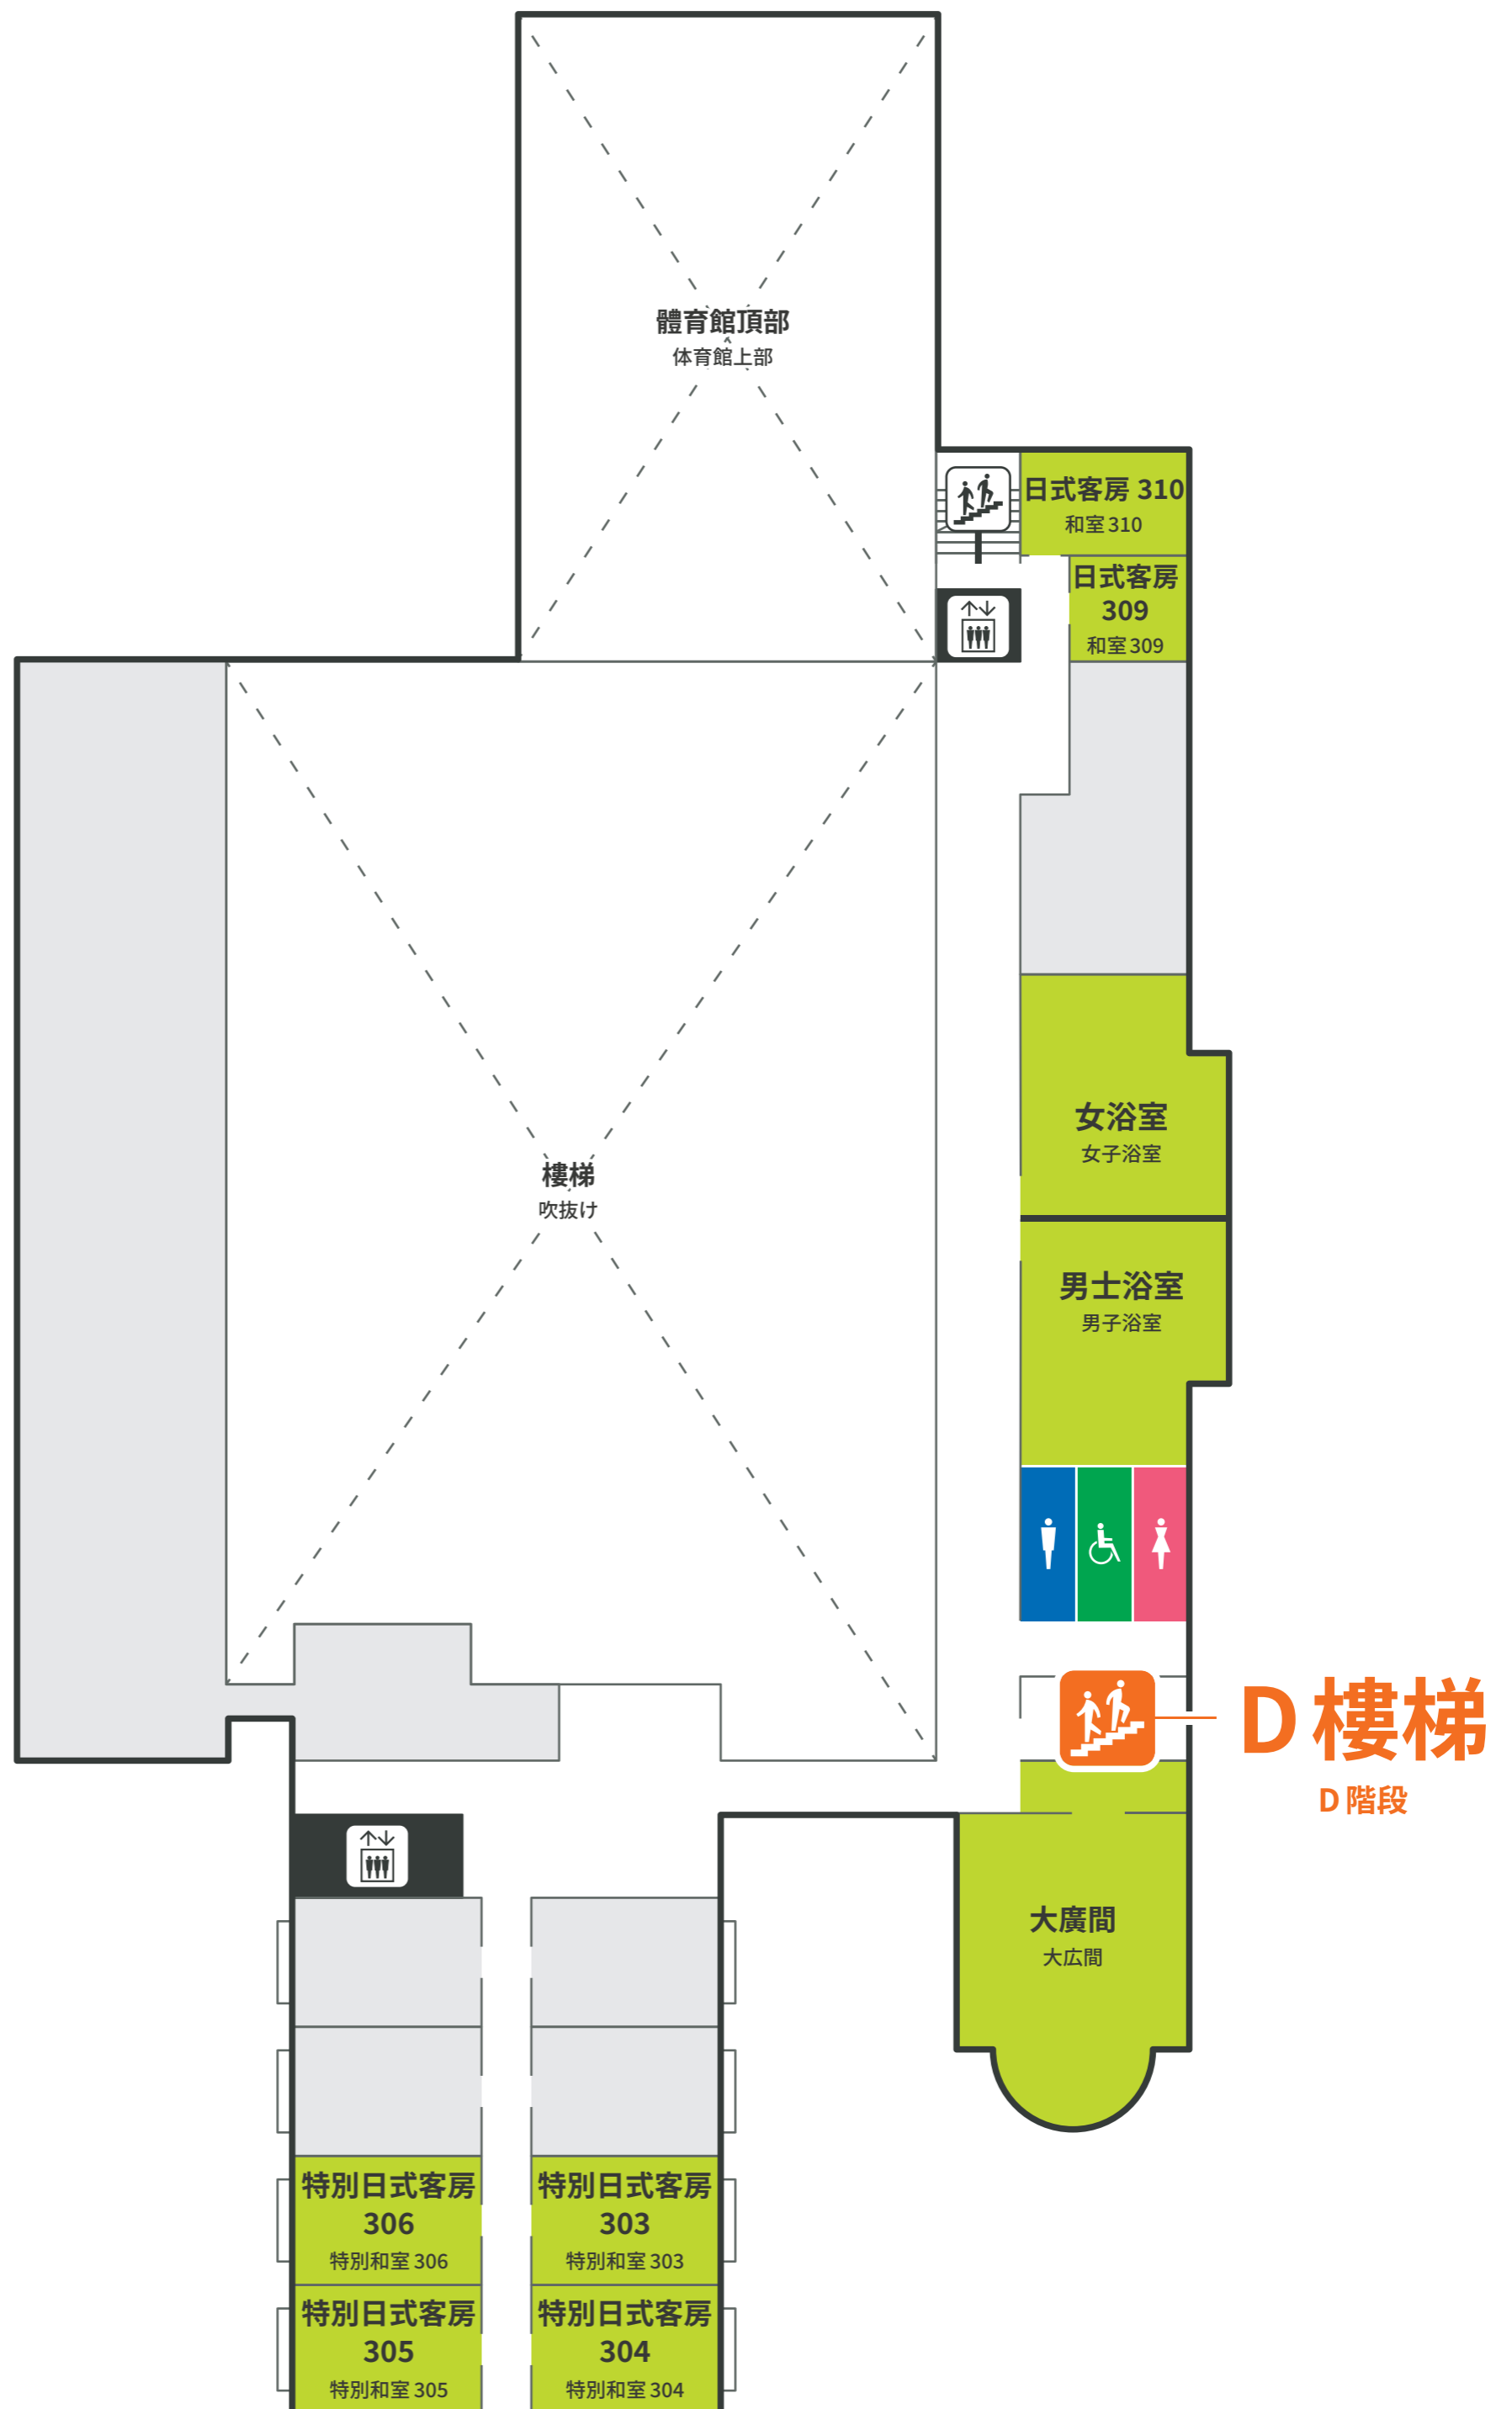 體育館頂部
体育館上部
日式客房 310
和室 310
日式客房
309
和室 309
女浴室
女子浴室
樓梯
吹抜け
男士浴室
男子浴室
D 樓梯
D 階段
大廣間
大広間
特別日式客房
306
特別和室 306
特別日式客房
303
特別和室 303
特別日式客房
305
特別和室 305
特別日式客房
304
特別和室 304